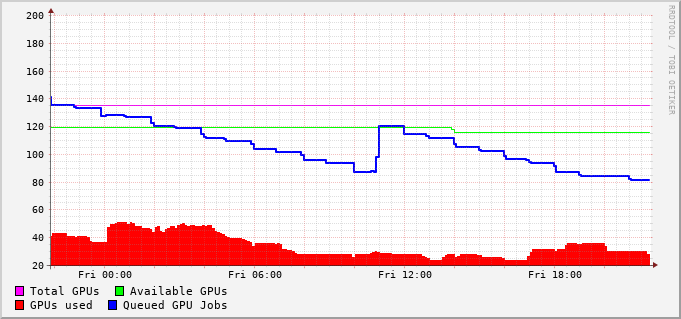 RRDTOOL / TOBI OETIKER
200
180
160
140
120
100
80
60
40
20
Fri 00:00 Fri 06:00 Fri 12:00 Fri 18:00
Total GPUs Available GPUs
GPUs used Queued GPU Jobs